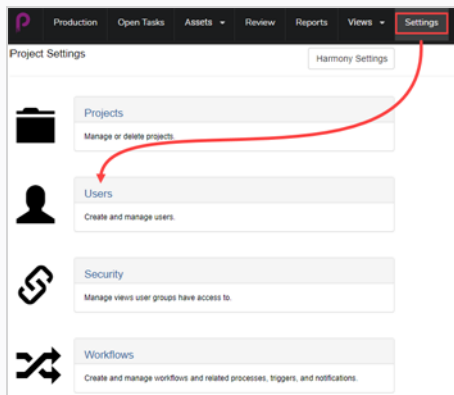 Production Open Tasks Assets Review Reports Views Settings
Project Settings
Harmony Settings
Projects
Manage or delete projects.
Users
Create and manage users.
Security
Manage views user groups have access to.
Workflows
Create and manage workflows and related processes, triggers, and notifications.